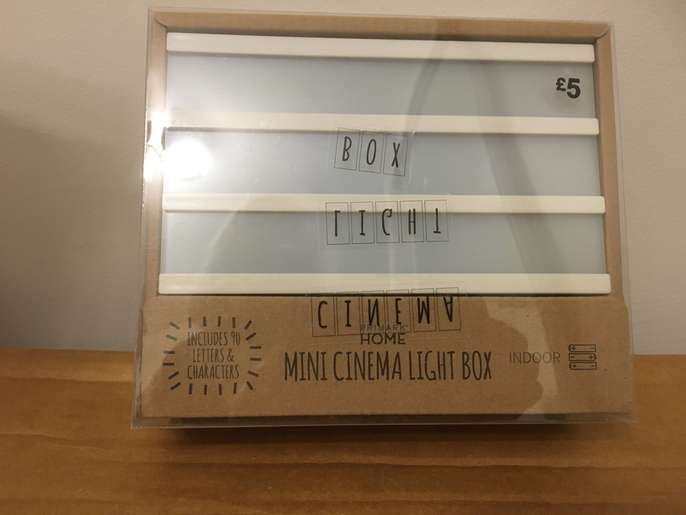 £5
BOX
LIGHT
CINEMA
PRIMARK
HOME
MINI CINEMA LIGHT BOX
INCLUDES 90
LETTERS &
CHARACTERS
INDOOR